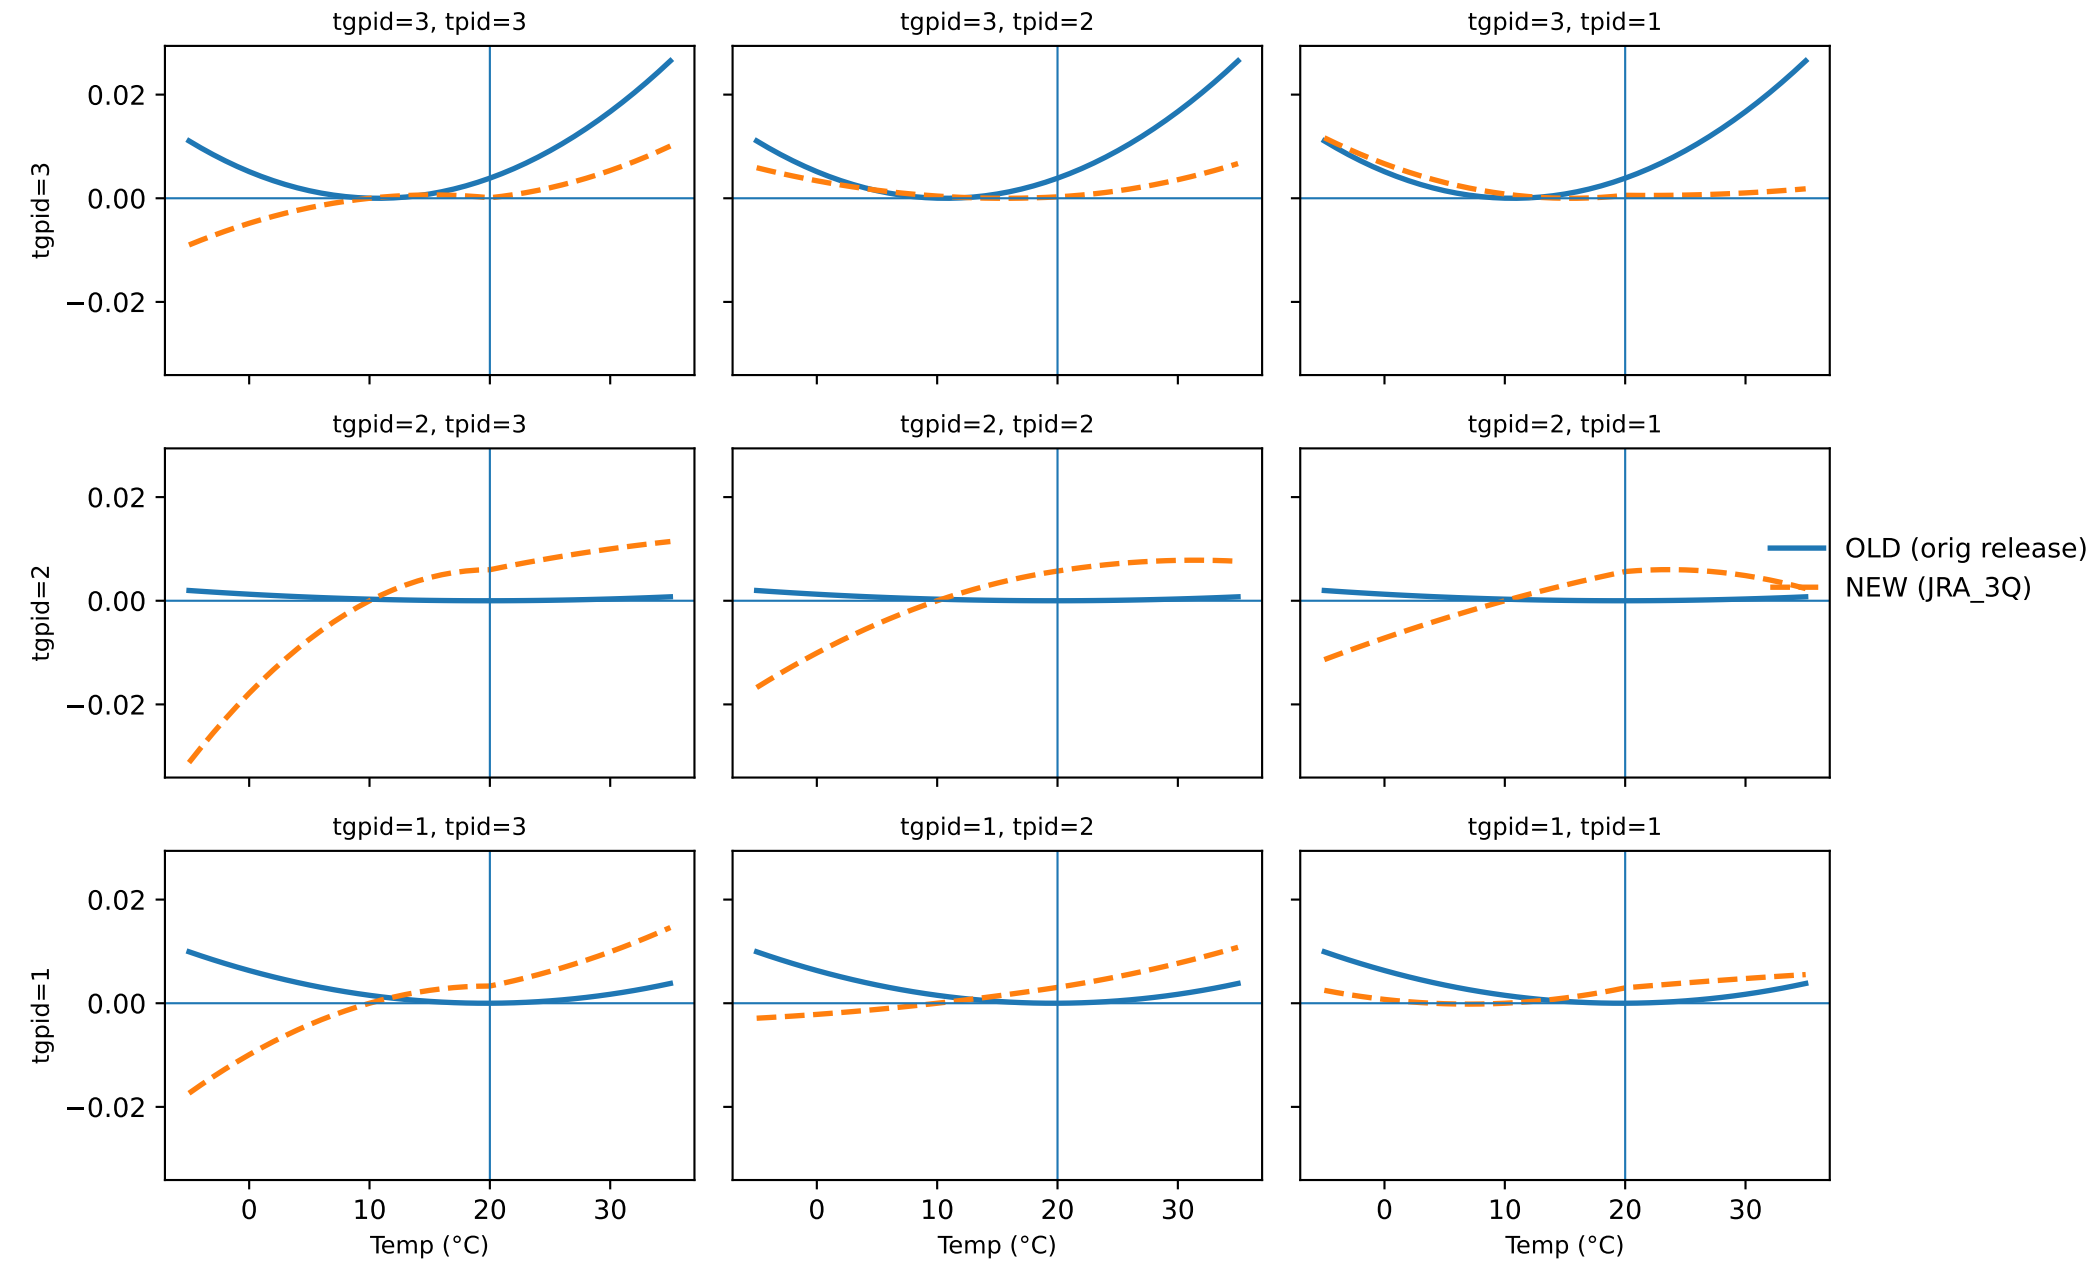 tgpid=3, tpid=3
tgpid=3, tpid=2
tgpid=3, tpid=1
tgpid=3
0.02
0.00
−0.02
tgpid=2, tpid=3
tgpid=2, tpid=2
tgpid=2, tpid=1
tgpid=2
0.02
0.00
−0.02
OLD (orig release)
NEW (JRA_3Q)
tgpid=1, tpid=3
tgpid=1, tpid=2
tgpid=1, tpid=1
tgpid=1
0.02
0.00
−0.02
0 10 20 30
0 10 20 30
0 10 20 30
Temp (°C)
Temp (°C)
Temp (°C)